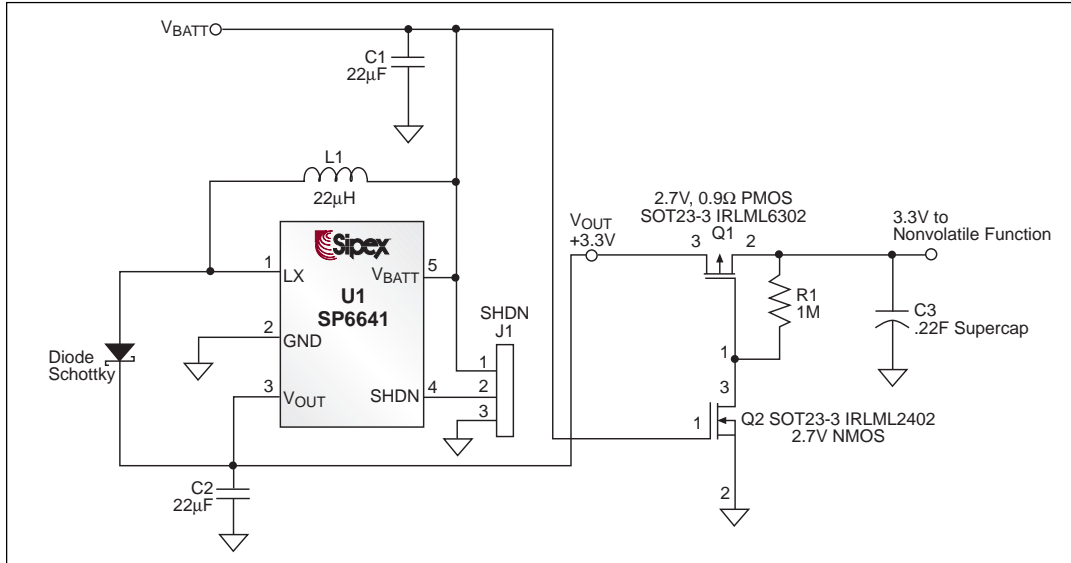 VBATT
C1
22µF
L1
22µH
Sipex
1
LX
VBATT
5
U1
SP6641
2
GND
3
VOUT
SHDN
4
Diode
Schottky
C2
22µF
SHDN
J1
1
2
3
VOUT
+3.3V
2.7V, 0.9Ω PMOS
SOT23-3 IRLML6302
Q1
3
2
1
R1
1M
3.3V to
Nonvolatile Function
C3
.22F Supercap
3
1
Q2 SOT23-3 IRLML2402
2.7V NMOS
2